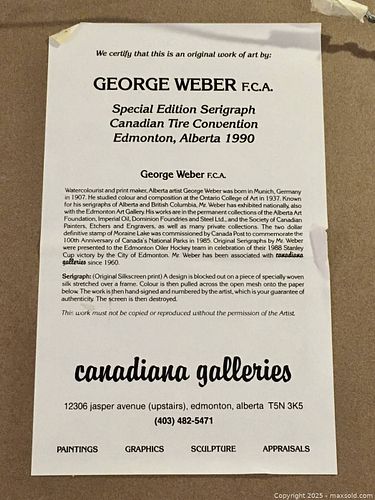 We certify that this is an original work of art by:
GEORGE WEBER F.C.A.
Special Edition Serigraph
Canadian Tire Convention
Edmonton, Alberta 1990
George Weber F.C.A.
Watercolourist and print maker, Alberta artist George Weber was born in Munich, Germany
in 1907. He studied colour and composition at the Ontario College of Art in 1937. Known
for his serigraphs of Alberta and British Columbia, Mr. Weber has exhibited nationally, also
with the Edmonton Art Gallery. His works are in the permanent collections of the Alberta Art
Foundation, Imperial Oil, Dominion Foundries and Steel Ltd., and the Society of Canadian
Painters, Etchers and Engravers, as well as many private collections. The two dollar
definitive stamp of Moraine Lake was commissioned by Canada Post to commemorate the
100th Anniversary of Canada's National Parks in 1985. Original Serigraphs by Mr. Weber
were presented to the Edmonton Oiler Hockey team in celebration of their 1988 Stanley
Cup victory by the City of Edmonton. Mr. Weber has been associated with canadiana
galleries since 1960.
Serigraph: (Original Silkscreen print) A design is blocked out on a piece of specially woven
silk stretched over a frame. Colour is then pulled across the open mesh onto the paper
below. The work is then hand-signed and numbered by the artist, which is your guarantee of
authenticity. The screen is then destroyed.
This work must not be copied or reproduced without the permission of the Artist.
canadiana galleries
12306 jasper avenue (upstairs), edmonton, alberta T5N 3K5
(403) 482-5471
PAINTINGS GRAPHICS SCULPTURE APPRAISALS
Copyright © 2025 - maxsold.com